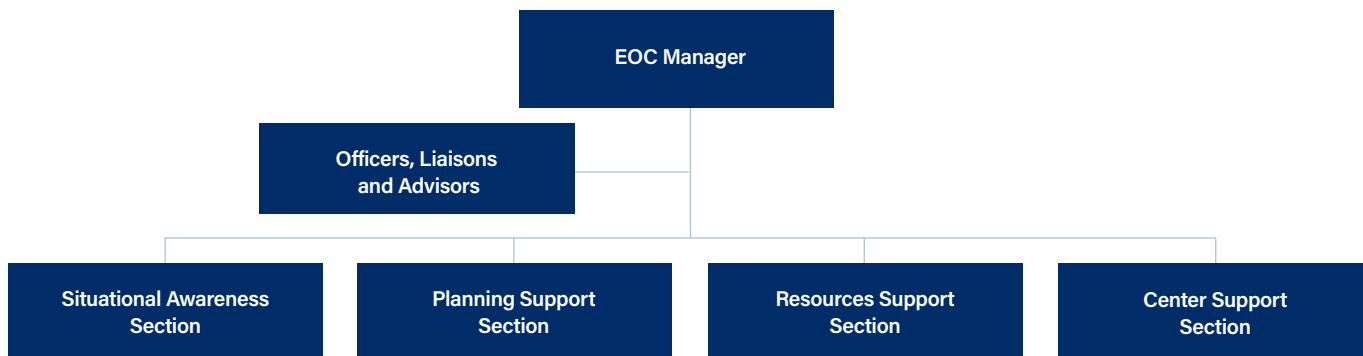 EOC Manager
Officers, Liaisons
and Advisors
Situational Awareness
Section
Planning Support
Section
Resources Support
Section
Center Support
Section